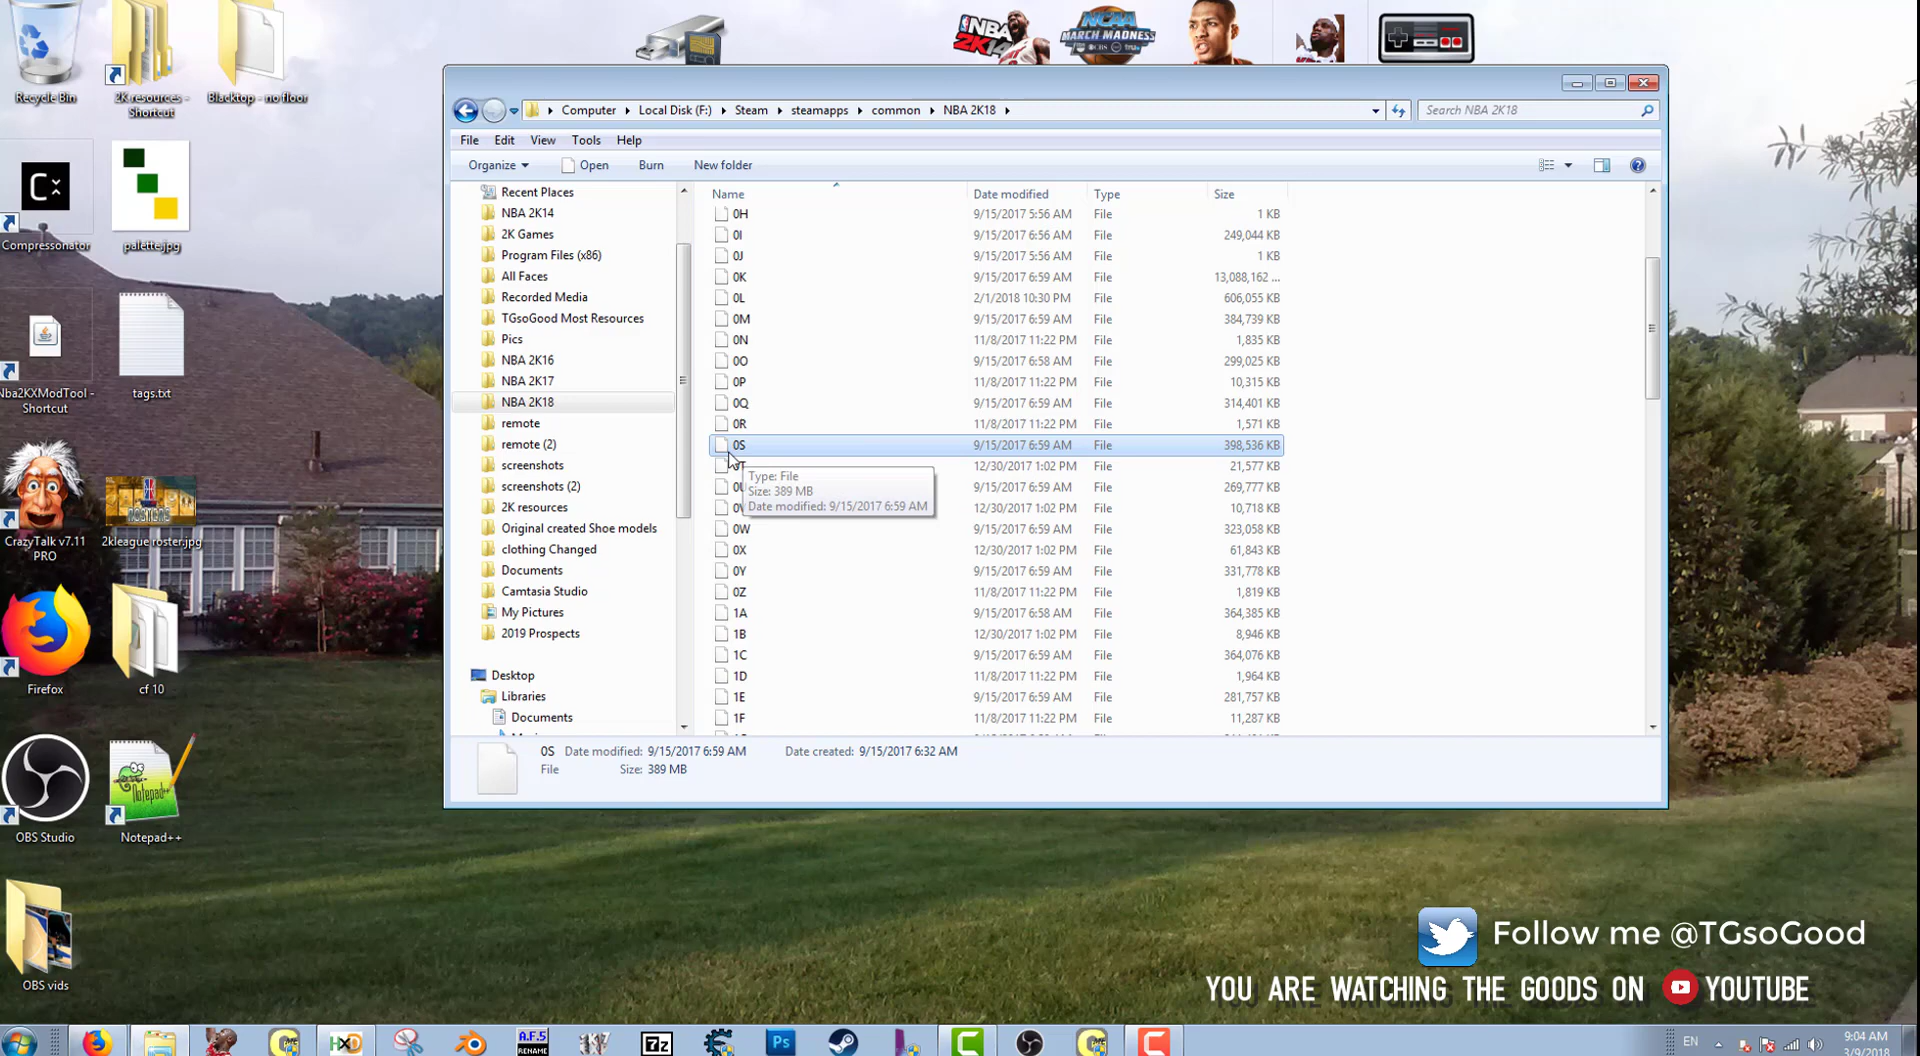 NBA 2K14
NCAA
MARCH MADNESS
Recycle Bin
2K resources -
Shortcut
Blacktop - no floor
Compressonator
palette.jpg
Nba2KXModTool -
Shortcut
tags.txt
CrazyTalk v7.11
PRO
ROSTERS
2kleague roster.jpg
Firefox
cf 10
OBS Studio
Notepad++
Notepad++
OBS vids
Computer
Local Disk (F:)
Steam
steamapps
common
NBA 2K18
Search NBA 2K18
File
Edit
View
Tools
Help
Organize
Open
Burn
New folder
Recent Places
NBA 2K14
2K Games
Program Files (x86)
All Faces
Recorded Media
TGsoGood Most Resources
Pics
NBA 2K16
NBA 2K17
NBA 2K18
remote
remote (2)
screenshots
screenshots (2)
2K resources
Original created Shoe models
clothing Changed
Documents
Camtasia Studio
My Pictures
2019 Prospects
Desktop
Libraries
Documents
Name Date modified Type Size
0H 9/15/2017 5:56 AM File 1 KB
0I 9/15/2017 6:56 AM File 249,044 KB
0J 9/15/2017 5:56 AM File 1 KB
0K 9/15/2017 6:59 AM File 13,088,162 ...
0L 2/1/2018 10:30 PM File 606,055 KB
0M 9/15/2017 6:59 AM File 384,739 KB
0N 11/8/2017 11:22 PM File 1,835 KB
0O 9/15/2017 6:58 AM File 299,025 KB
0P 11/8/2017 11:22 PM File 10,315 KB
0Q 9/15/2017 6:59 AM File 314,401 KB
0R 11/8/2017 11:22 PM File 1,571 KB
0S 9/15/2017 6:59 AM File 398,536 KB
12/30/2017 1:02 PM File 21,577 KB
9/15/2017 6:59 AM File 269,777 KB
12/30/2017 1:02 PM File 10,718 KB
0W 9/15/2017 6:59 AM File 323,058 KB
0X 12/30/2017 1:02 PM File 61,843 KB
0Y 9/15/2017 6:59 AM File 331,778 KB
0Z 11/8/2017 11:22 PM File 1,819 KB
1A 9/15/2017 6:58 AM File 364,385 KB
1B 12/30/2017 1:02 PM File 8,946 KB
1C 9/15/2017 6:59 AM File 364,076 KB
1D 11/8/2017 11:22 PM File 1,964 KB
1E 9/15/2017 6:59 AM File 281,757 KB
1F 11/8/2017 11:22 PM File 11,287 KB
Type: File
Size: 389 MB
Date modified: 9/15/2017 6:59 AM
0S Date modified: 9/15/2017 6:59 AM Date created: 9/15/2017 6:32 AM
File Size: 389 MB
Follow me @TGsoGood
YOU ARE WATCHING THE GOODS ON YOUTUBE
HXD
A.F.5
RENAME
7z
Ps
EN
9:04 AM
3/9/2018